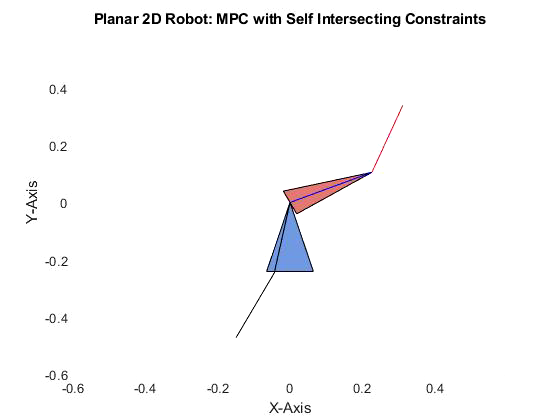 Planar 2D Robot: MPC with Self Intersecting Constraints
0.4
0.2
0
-0.2
-0.4
-0.6
Y-Axis
-0.6 -0.4 -0.2 0 0.2 0.4
X-Axis